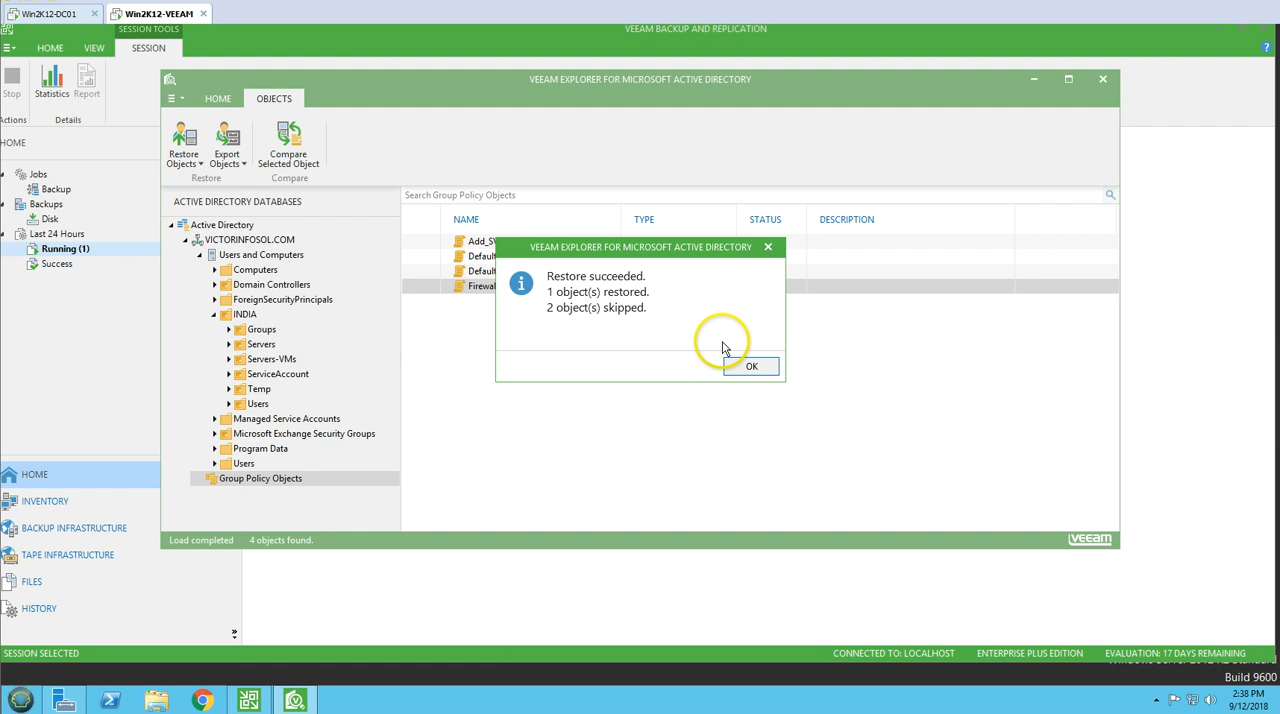 Win2K12-DC01
Win2K12-VEEAM
SESSION TOOLS
VEEAM BACKUP AND REPLICATION
HOME
VIEW
SESSION
Stop
Statistics
Report
Actions
Details
HOME
Jobs
Backup
Backups
Disk
Last 24 Hours
Running (1)
Success
HOME
INVENTORY
BACKUP INFRASTRUCTURE
TAPE INFRASTRUCTURE
FILES
HISTORY
VEEAM EXPLORER FOR MICROSOFT ACTIVE DIRECTORY
HOME
OBJECTS
Restore
Objects
Export
Objects
Compare
Selected Object
Restore
Compare
ACTIVE DIRECTORY DATABASES
Active Directory
VICTORINFOSOL.COM
Users and Computers
Computers
Domain Controllers
ForeignSecurityPrincipals
INDIA
Groups
Servers
Servers-VMs
ServiceAccount
Temp
Users
Managed Service Accounts
Microsoft Exchange Security Groups
Program Data
Users
Group Policy Objects
Search Group Policy Objects
NAME
TYPE
STATUS
DESCRIPTION
Default
Default
VEEAM EXPLORER FOR MICROSOFT ACTIVE DIRECTORY
Restore succeeded.
1 object(s) restored.
2 object(s) skipped.
OK
Load completed
4 objects found.
veeAM
SESSION SELECTED
CONNECTED TO: LOCALHOST
ENTERPRISE PLUS EDITION
EVALUATION: 17 DAYS REMAINING
Build 9600
2:38 PM
9/12/2018